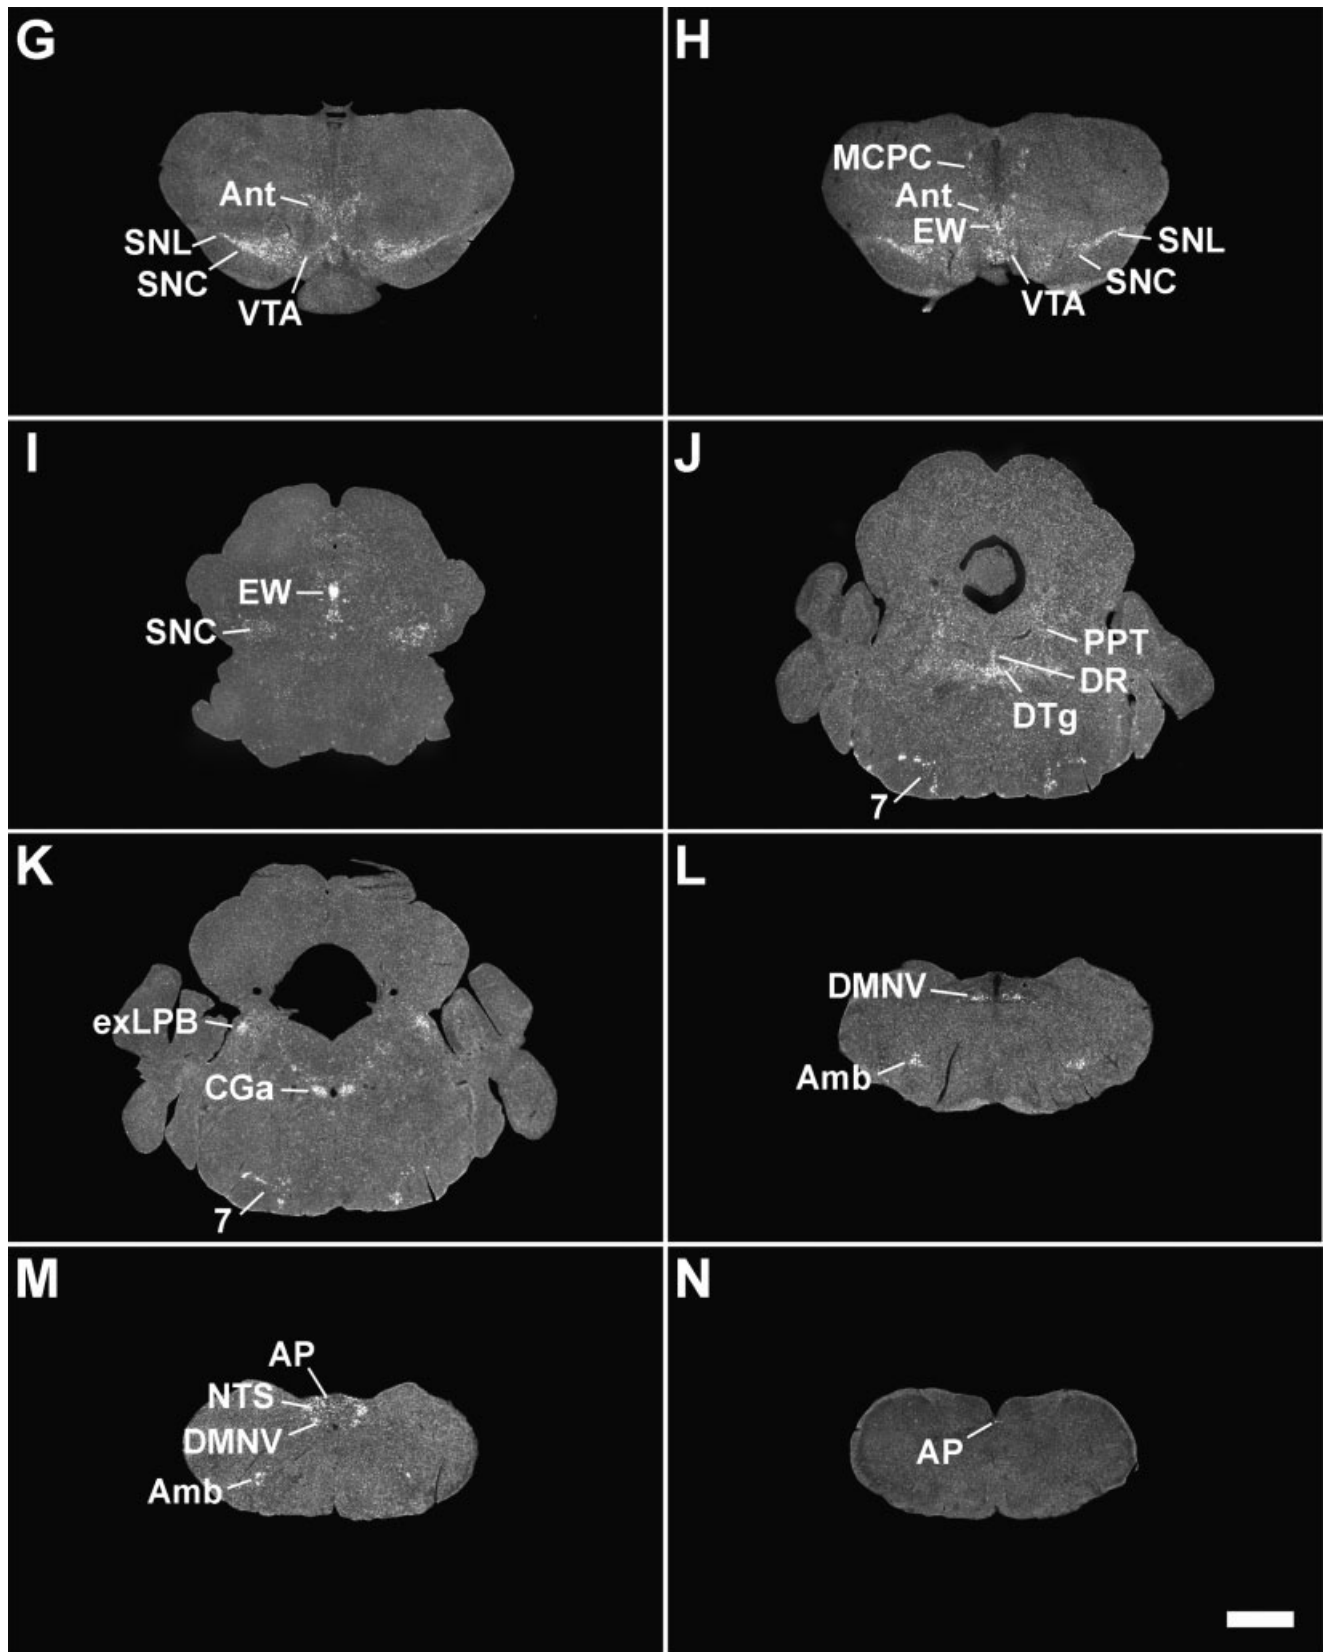 G
Ant
SNL
SNC
VTA
H
MCPC
Ant
EW
SNL
SNC
VTA
I
EW
SNC
J
PPT
DR
DTg
7
K
exLPB
CGa
7
L
DMNV
Amb
M
AP
NTS
DMNV
Amb
N
AP